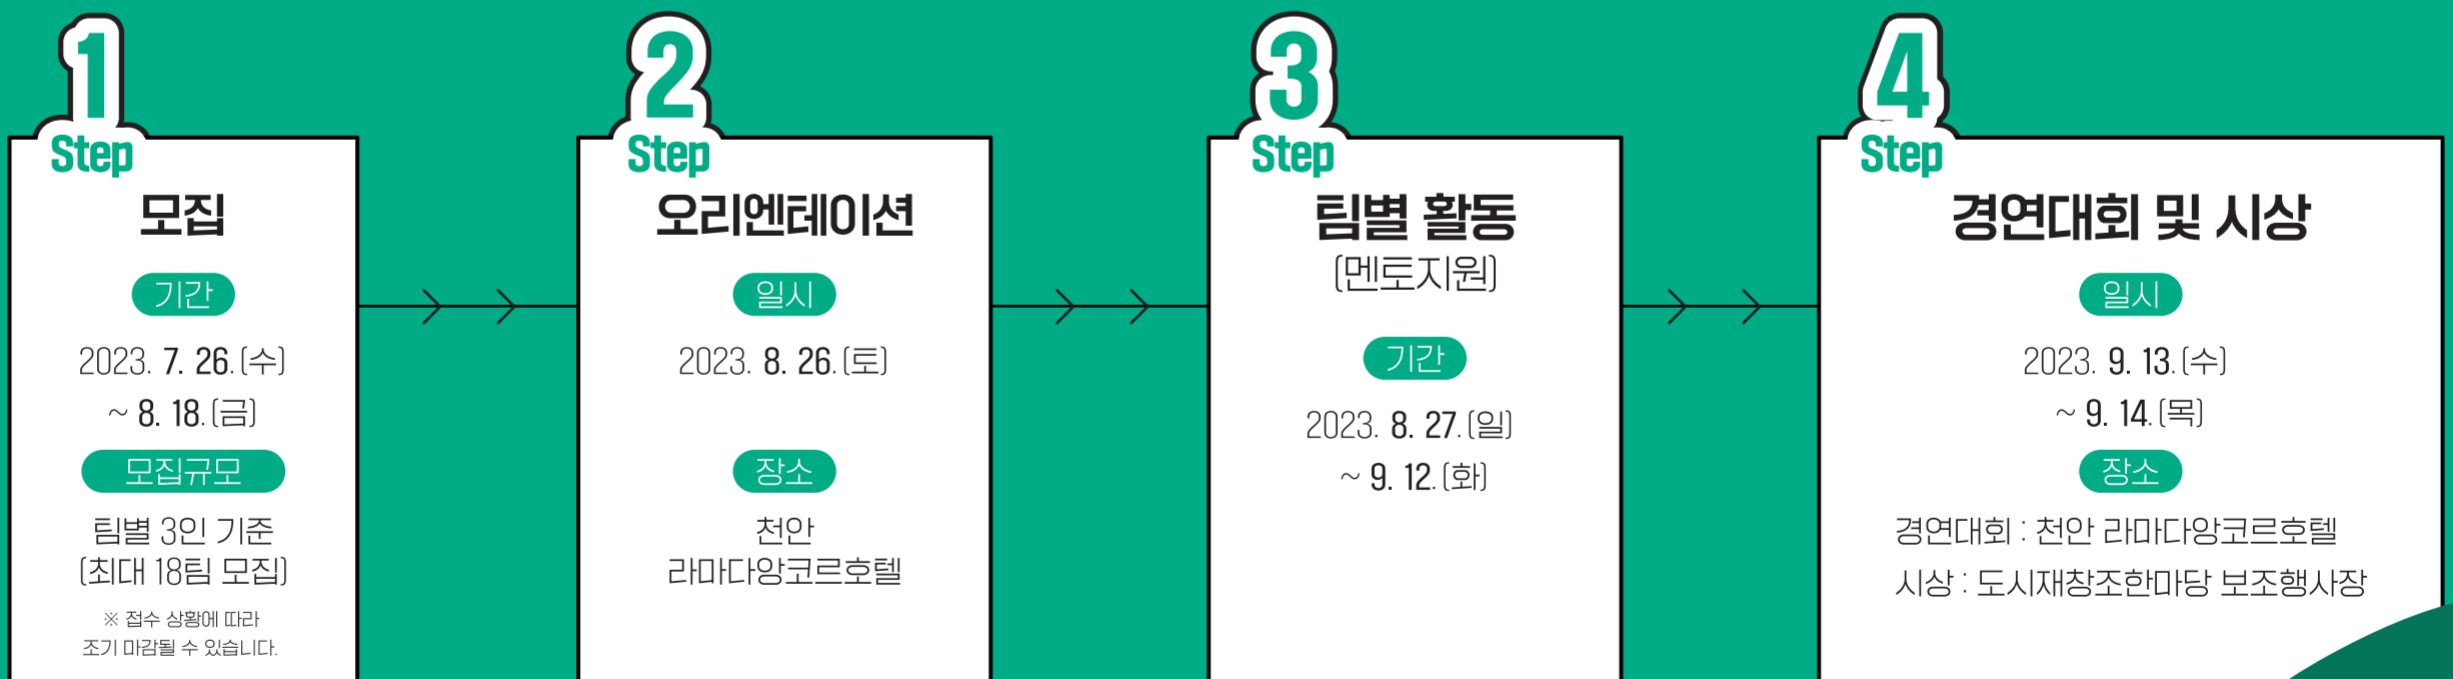 1
Step
모집
기간
2023. 7. 26.(수)
~ 8. 18.(금)
모집규모
팀별 3인 기준
(최대 18팀 모집)
※ 접수 상황에 따라
조기 마감될 수 있습니다.
2
Step
오리엔테이션
일시
2023. 8. 26.(토)
장소
천안
라마다앙코르호텔
3
Step
팀별 활동
(멘토지원)
기간
2023. 8. 27.(일)
~ 9. 12.(화)
4
Step
경연대회 및 시상
일시
2023. 9. 13.(수)
~ 9. 14.(목)
장소
경연대회 : 천안 라마다앙코르호텔
시상 : 도시재창조한마당 보조행사장